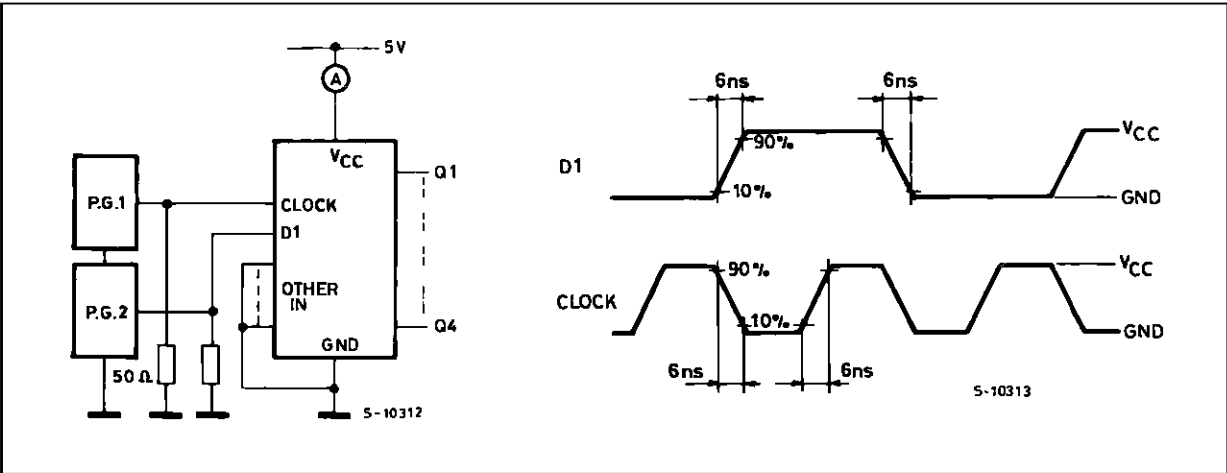 5V
A
VCC
Q1
P.G.1
CLOCK
D1
P.G.2
OTHER
IN
Q4
GND
50Ω
S-10312
6ns
6ns
VCC
90%
D1
10%
GND
VCC
90%
CLOCK
10%
GND
6ns
6ns
S-10313